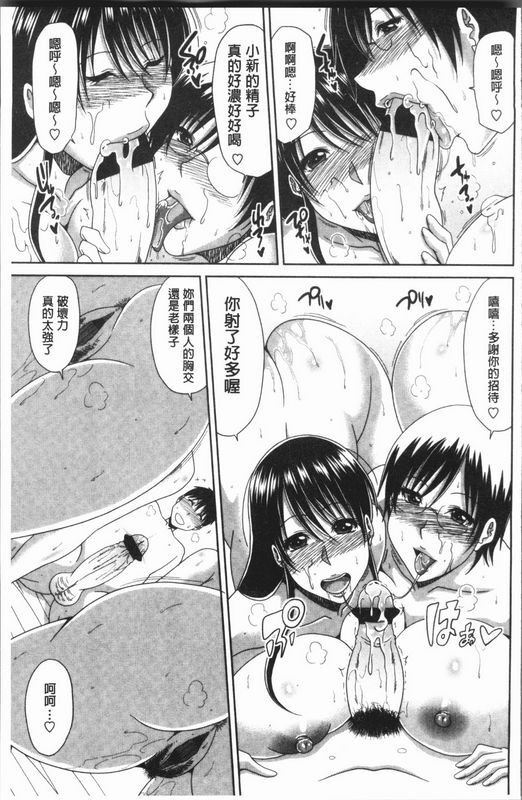 嗯~嗯呼~
啊啊嗯…好棒
♡
小新的精子
真的好濃好好喝
♡
嗯呼~嗯~嗯~
♡
嘻嘻…多謝你的招待
♡
你射了好多喔
妳們兩個人的胸交
還是老樣子
破壞力
真的太強了
呵呵…♡